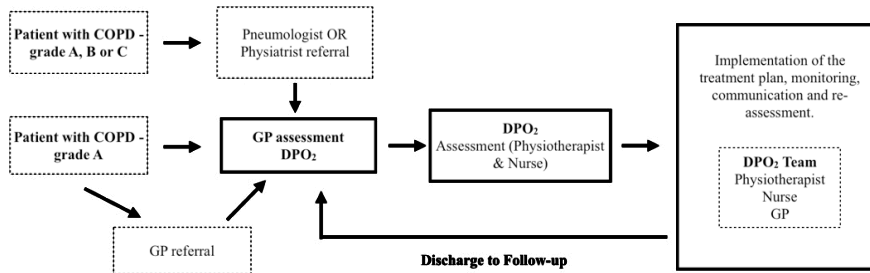 Patient with COPD -
grade A, B or C
Pneumologist OR
Physiatrist referral
Patient with COPD -
grade A
GP referral
GP assessment
DPO₂
DPO₂
Assessment (Physiotherapist
& Nurse)
Implementation of the
treatment plan, monitoring,
communication and re-
assessment.
DPO₂ Team
Physiotherapist
Nurse
GP
Discharge to Follow-up